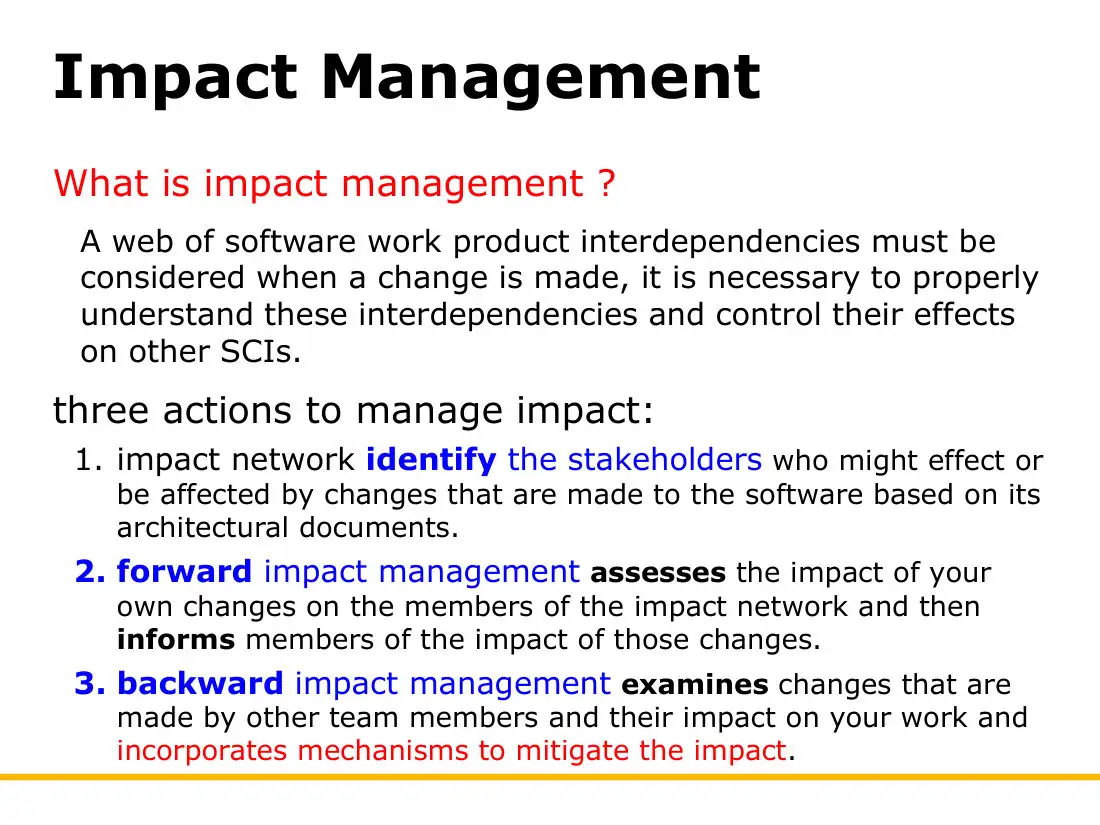 Impact Management
What is impact management ?
A web of software work product interdependencies must be
considered when a change is made, it is necessary to properly
understand these interdependencies and control their effects
on other SCIs.
three actions to manage impact:
1. impact network identify the stakeholders who might effect or
be affected by changes that are made to the software based on its
architectural documents.
2. forward impact management assesses the impact of your
own changes on the members of the impact network and then
informs members of the impact of those changes.
3. backward impact management examines changes that are
made by other team members and their impact on your work and
incorporates mechanisms to mitigate the impact.